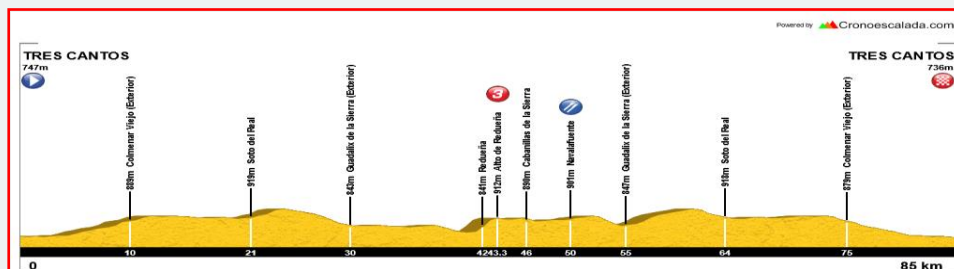 Powered by Cronoescalada.com
TRES CANTOS
747m
TRES CANTOS
736m
889m Colmenar Viejo (Exterior)
919m Soto del Real
843m Guadalix de la Sierra (Exterior)
841m Redueña
912m Alto de Redueña
3
890m Cabanillas de la Sierra
901m Navalafuente
847m Guadalix de la Sierra (Exterior)
918m Soto del Real
879m Colmenar Viejo (Exterior)
10 21 30 42 43.3 46 50 55 64 75
0 85 km